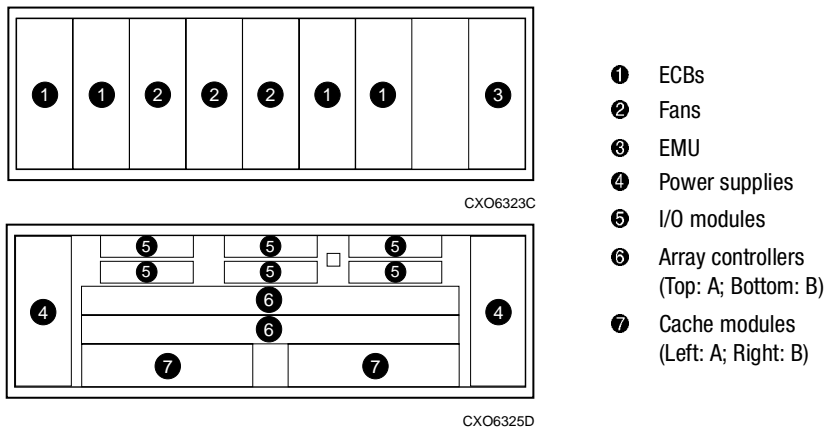 1 1 2 2 2 1 1 3
CXO6323C
5 5 5
5 5 5
6
4 4
6
7 7
CXO6325D
1 ECBs
2 Fans
3 EMU
4 Power supplies
5 I/O modules
6 Array controllers
(Top: A; Bottom: B)
7 Cache modules
(Left: A; Right: B)